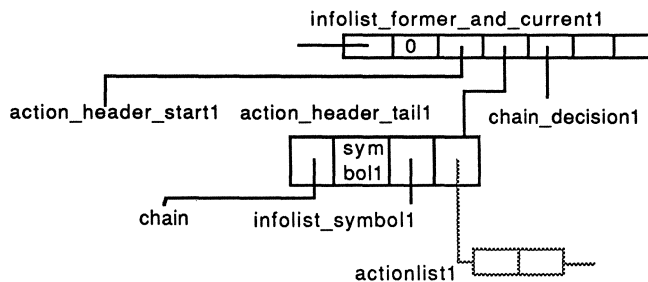 infolist_former_and_current1
0
action_header_start1 action_header_tail1 chain_decision1
sym
bol1
chain infolist_symbol1
actionlist1